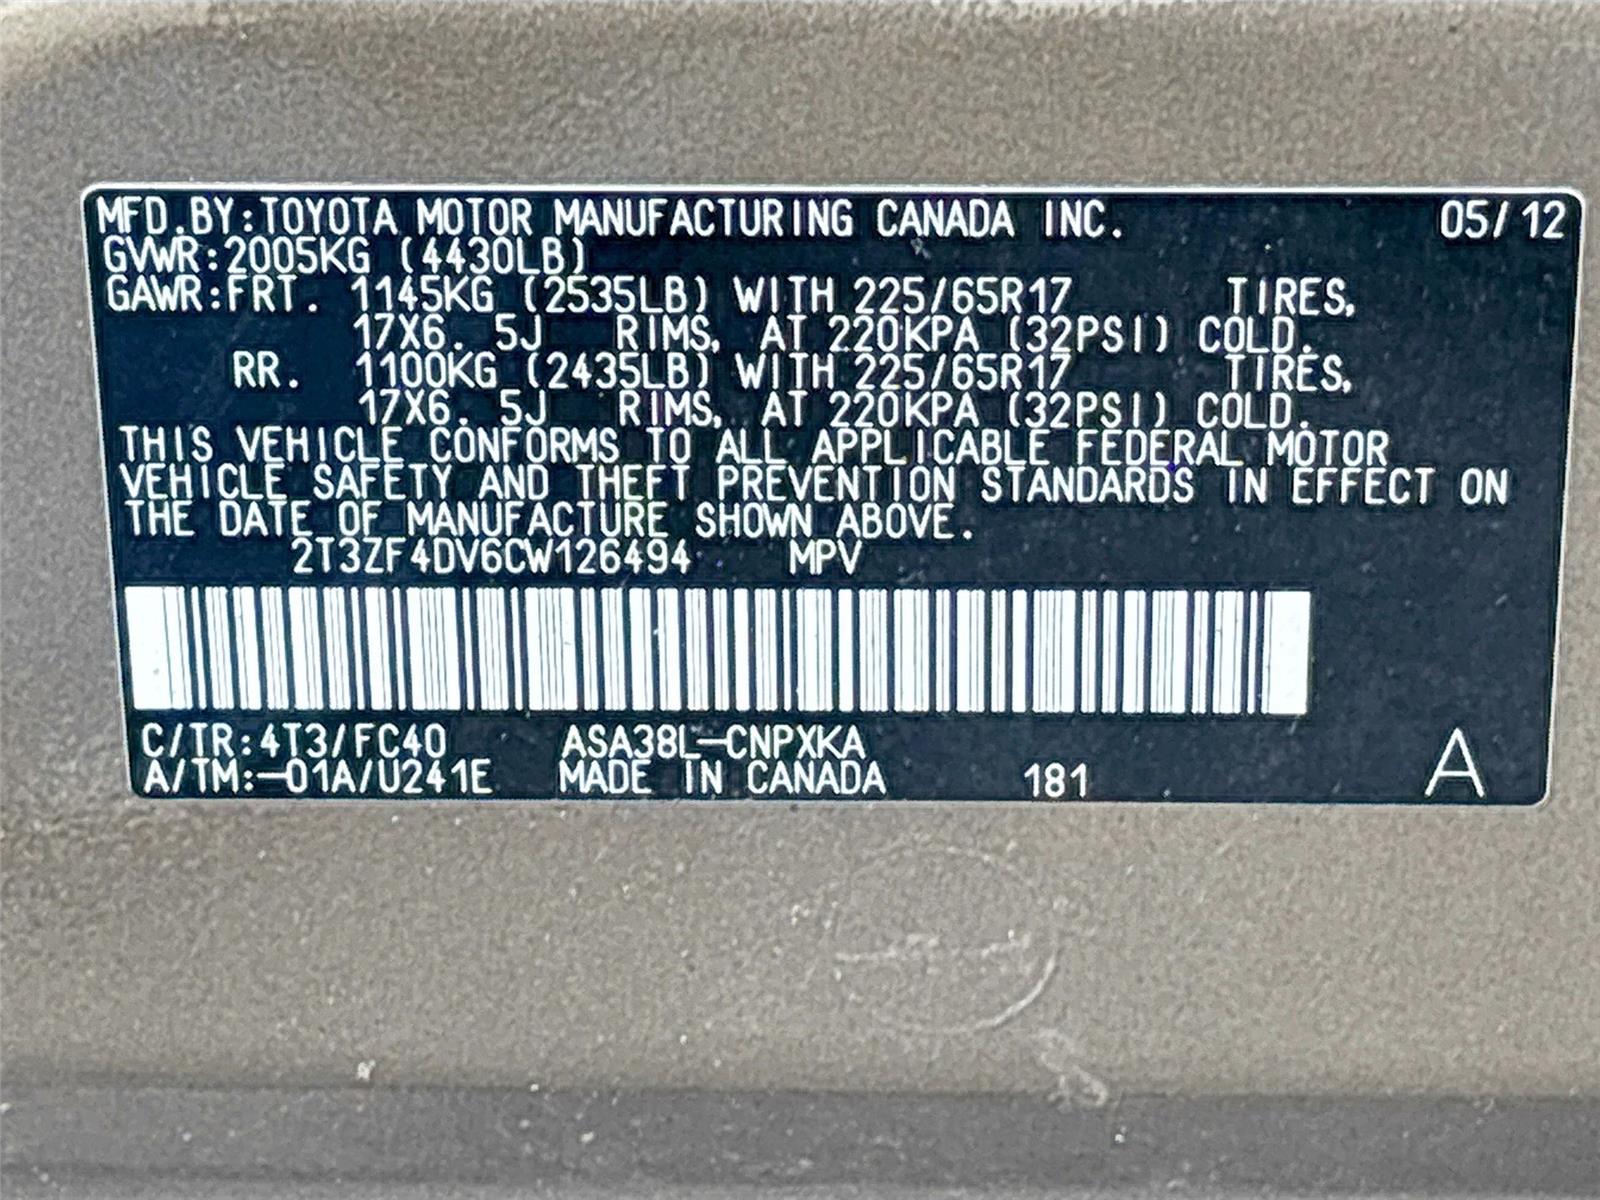 MFD.BY:TOYOTA MOTOR MANUFACTURING CANADA INC. 05/12
GVWR:2005KG (4430LB)
GAWR:FRT. 1145KG (2535LB) WITH 225/65R17 TIRES,
17X6. 5J RIMS, AT 220KPA (32PSI) COLD.
RR. 1100KG (2435LB) WITH 225/65R17 TIRES,
17X6. 5J RIMS, AT 220KPA (32PSI) COLD.
THIS VEHICLE CONFORMS TO ALL APPLICABLE FEDERAL MOTOR
VEHICLE SAFETY AND THEFT PREVENTION STANDARDS IN EFFECT ON
THE DATE OF MANUFACTURE SHOWN ABOVE.
2T3ZF4DV6CW126494 MPV
C/TR:4T3/FC40 ASA38L-CNPXKA
A/TM:-01A/U241E MADE IN CANADA 181 A